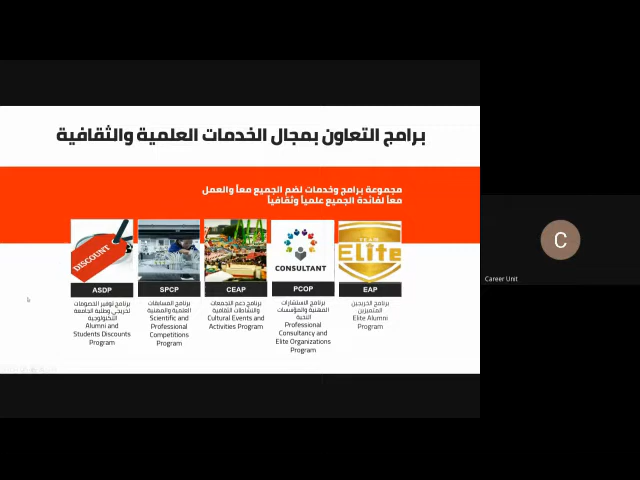 برامج التعاون بمجال الخدمات العلمية والثقافية
مجموعة برامج وخدمات لضم الجميع معاً والعمل
معاً لفائدة الجميع علمياً وثقافياً
TEAM
Elite
EAP
برنامج الخريجين
المتميزين
Elite Alumni
Program
CONSULTANT
PCOP
برنامج الاستشارات
المهنية والمؤسسات
النخبة
Professional
Consultancy and
Elite Organizations
Program
CEAP
برنامج دعم التجمعات
والنشاطات الثقافية
Cultural Events and
Activities Program
SPCP
برنامج المسابقات
العلمية والمهنية
Scientific and
Professional
Competitions
Program
DISCOUNT
ASDP
برنامج توفير الخصومات
لخريجي وطلبة الجامعة
التكنولوجية
Alumni and
Students Discounts
Program
C
Career Unit